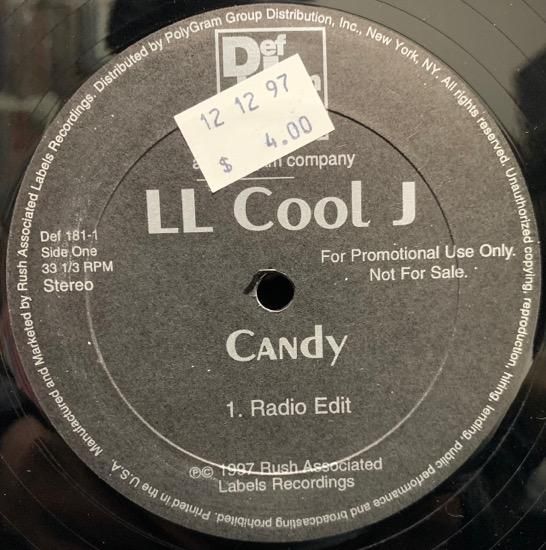 Manufactured and Marketed by Rush Associated Labels Recordings. Distributed by PolyGram Group Distribution, Inc., New York, NY. All rights reserved. Unauthorized copying, reproduction, hiring, lending, public performance and broadcasting prohibited. Printed in the U.S.A.
Def
12 12 97
$ 4.00
company
LL Cool J
Def 181-1
Side One
33 1/3 RPM
Stereo
For Promotional Use Only.
Not For Sale.
CANDY
1. Radio Edit
℗© 1997 Rush Associated
Labels Recordings